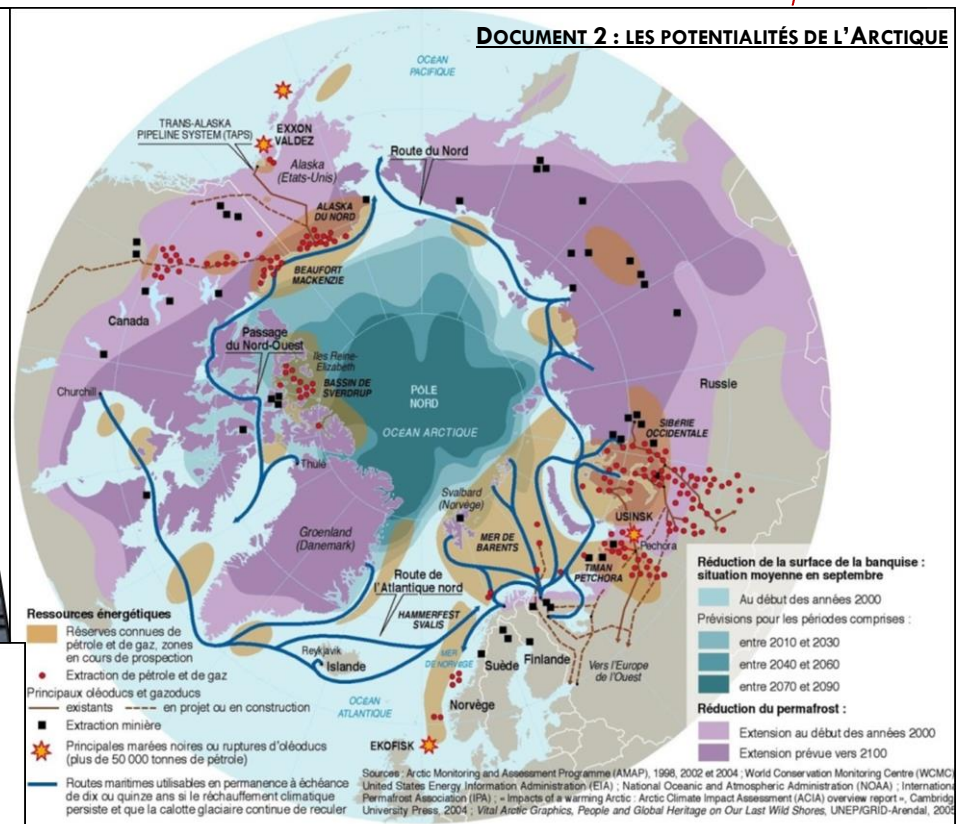 DOCUMENT 2 : LES POTENTIALITÉS DE L'ARCTIQUE
OCÉAN
PACIFIQUE
TRANS-ALASKA
PIPELINE SYSTEM (TAPS)
EXXON
VALDEZ
Alaska
(Etats-Unis)
Route du Nord
ALASKA
DU NORD
BEAUFORT
MACKENZIE
Canada
Passage
du Nord-Ouest
Iles Reine-
Elizabeth
BASSIN DE
SVERDRUP
PÔLE
NORD
OCÉAN ARCTIQUE
Russie
Churchill
SIBÉRIE
OCCIDENTALE
Thulé
Svalbard
(Norvège)
USINSK
Pechora
Groenland
(Danemark)
MER DE
BARENTS
TIMAN
PETCHORA
Route de
l'Atlantique nord
HAMMERFEST
SVALIS
Reykjavik
Islande
MER
DE NORVÈGE
Suède
Finlande
Vers l'Europe
de l'Ouest
OCÉAN
ATLANTIQUE
Norvège
EKOFISK
Ressources énergétiques
Réserves connues de
pétrole et de gaz, zones
en cours de prospection
Extraction de pétrole et de gaz
Principaux oléoducs et gazoducs
existants
en projet ou en construction
Extraction minière
Principales marées noires ou ruptures d'oléoducs
(plus de 50 000 tonnes de pétrole)
Routes maritimes utilisables en permanence à échéance
de dix ou quinze ans si le réchauffement climatique
persiste et que la calotte glaciaire continue de reculer
Réduction de la surface de la banquise :
situation moyenne en septembre
Au début des années 2000
Prévisions pour les périodes comprises :
entre 2010 et 2030
entre 2040 et 2060
entre 2070 et 2090
Réduction du permafrost :
Extension au début des années 2000
Extension prévue vers 2100
Sources : Arctic Monitoring and Assessment Programme (AMAP), 1998, 2002 et 2004 ; World Conservation Monitoring Centre (WCMC)
United States Energy Information Administration (EIA) ; National Oceanic and Atmospheric Administration (NOAA) ; Internationa
Permafrost Association (IPA) ; « Impacts of a warming Arctic : Arctic Climate Impact Assessment (ACIA) overview report », Cambridg
University Press, 2004 ; Vital Arctic Graphics, People and Global Heritage on Our Last Wild Shores, UNEP/GRID-Arendal, 2005